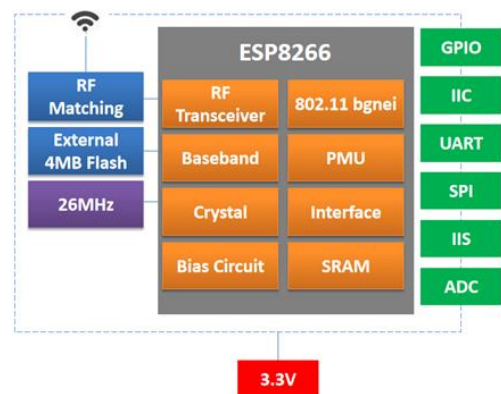 ESP8266
RF
Matching
External
4MB Flash
26MHz
RF
Transceiver
802.11 bgnei
Baseband
PMU
Crystal
Interface
Bias Circuit
SRAM
GPIO
IIC
UART
SPI
IIS
ADC
3.3V